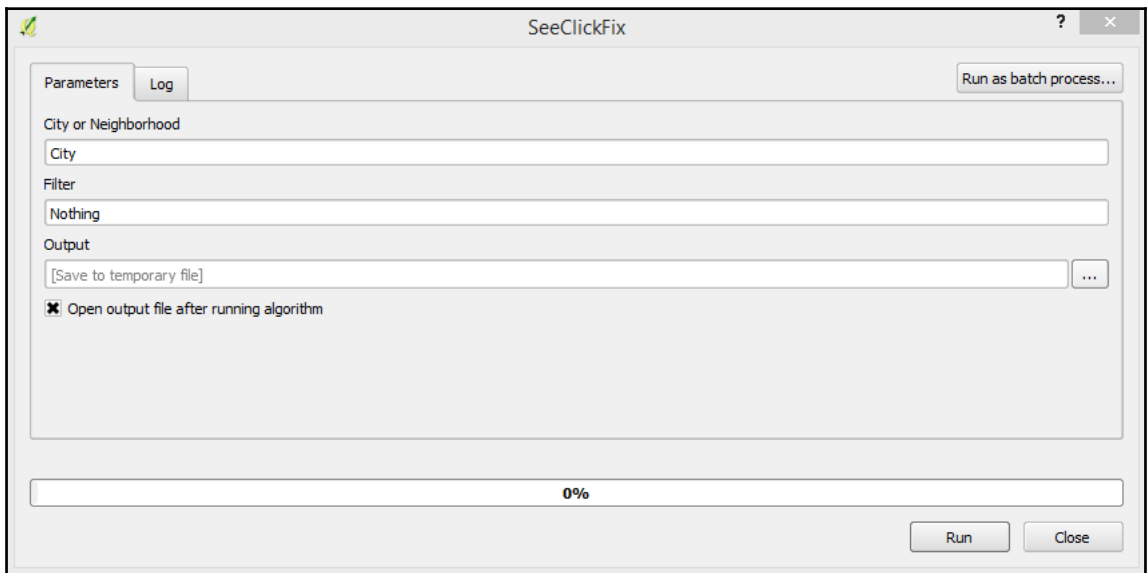 SeeClickFix
?
Parameters
Log
Run as batch process...
City or Neighborhood
City
Filter
Nothing
Output
[Save to temporary file]
...
Open output file after running algorithm
0%
Run
Close